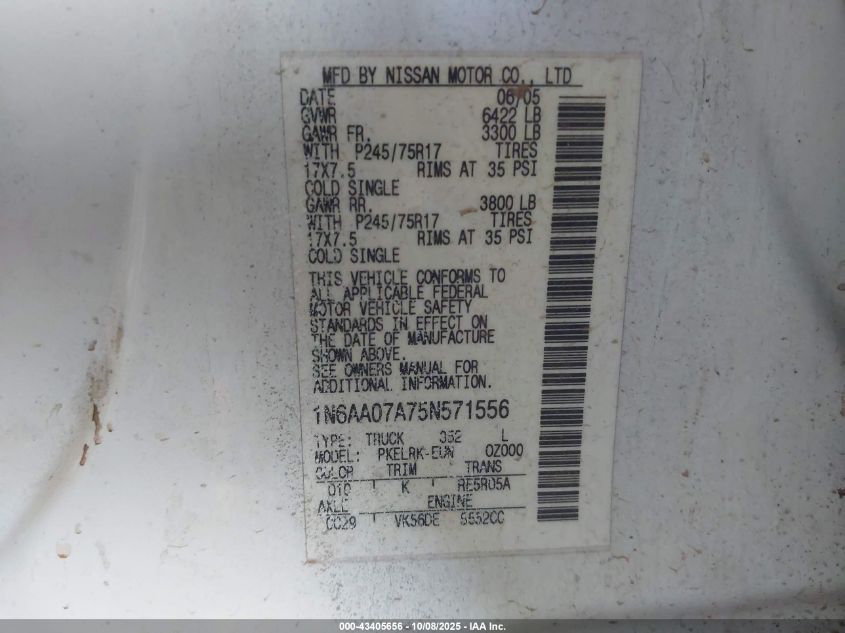 MFD BY NISSAN MOTOR CO., LTD
DATE 06/05
GVWR 6422 LB
GAWR FR. 3300 LB
WITH P245/75R17 TIRES
17X7.5 RIMS AT 35 PSI
COLD SINGLE
GAWR RR. 3800 LB
WITH P245/75R17 TIRES
17X7.5 RIMS AT 35 PSI
COLD SINGLE
THIS VEHICLE CONFORMS TO
ALL APPLICABLE FEDERAL
MOTOR VEHICLE SAFETY
STANDARDS IN EFFECT ON
THE DATE OF MANUFACTURE
SHOWN ABOVE.
SEE OWNERS MANUAL FOR
ADDITIONAL INFORMATION.
1N6AA07A75N571556
TYPE: TRUCK L
MODEL: PKELRK-EUN 0Z000
COLOR TRIM TRANS
K RE5R05A
AXLE ENGINE
CC29 VK56DE 5552CC
000-43405656 - 10/08/2025 - IAA Inc.